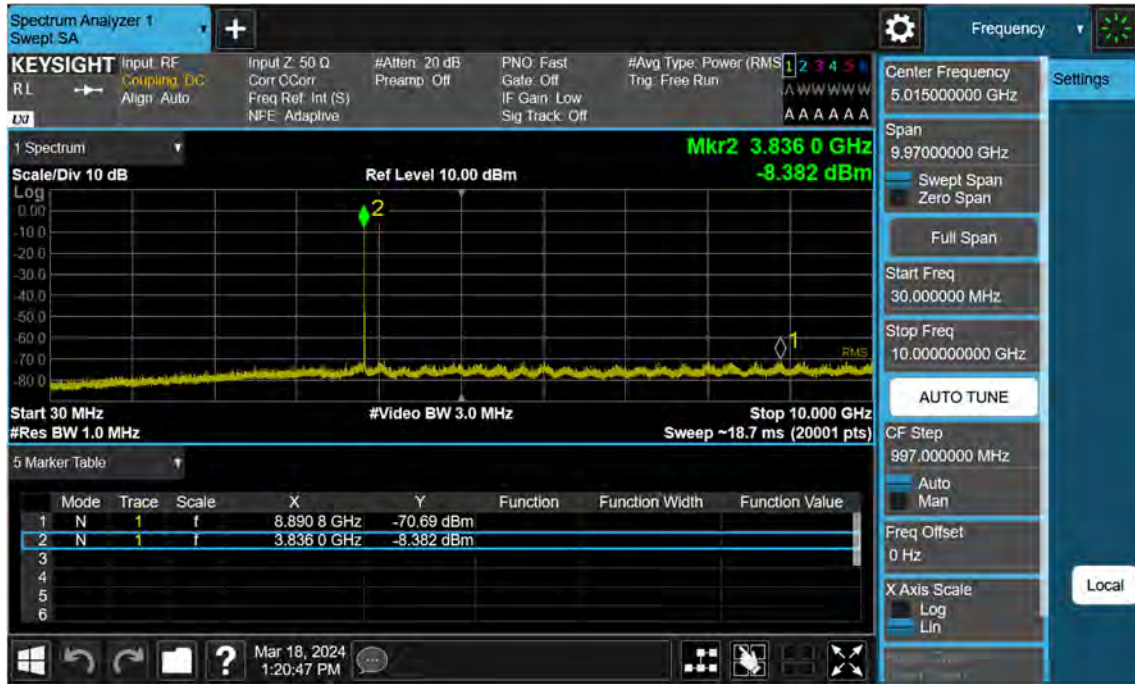 Spectrum Analyzer 1
Swept SA
+
Frequency
KEYSIGHT
RL
LXI
Input: RF
Coupling: DC
Align: Auto
Input Z: 50 Ω
Corr CCorr
Freq Ref: Int (S)
NFE: Adaptive
#Atten: 20 dB
Preamp: Off
PNO: Fast
Gate: Off
IF Gain: Low
Sig Track: Off
#Avg Type: Power (RMS
Trig: Free Run
1 2 3 4 5 6
A W W W W W
A A A A A A
1 Spectrum
Scale/Div 10 dB
Ref Level 10.00 dBm
Mkr2 3.836 0 GHz
-8.382 dBm
Log
0.00
-10.0
-20.0
-30.0
-40.0
-50.0
-60.0
-70.0
-80.0
2
1
RMS
Start 30 MHz
#Video BW 3.0 MHz
Stop 10.000 GHz
#Res BW 1.0 MHz
Sweep ~18.7 ms (20001 pts)
5 Marker Table
Mode Trace Scale X Y Function Function Width Function Value
1 N 1 f 8.890 8 GHz -70.69 dBm
2 N 1 f 3.836 0 GHz -8.382 dBm
3
4
5
6
Mar 18, 2024
1:20:47 PM
?
Center Frequency
5.015000000 GHz
Span
9.97000000 GHz
Swept Span
Zero Span
Full Span
Start Freq
30.000000 MHz
Stop Freq
10.000000000 GHz
AUTO TUNE
CF Step
997.000000 MHz
Auto
Man
Freq Offset
0 Hz
X Axis Scale
Log
Lin
Settings
Local